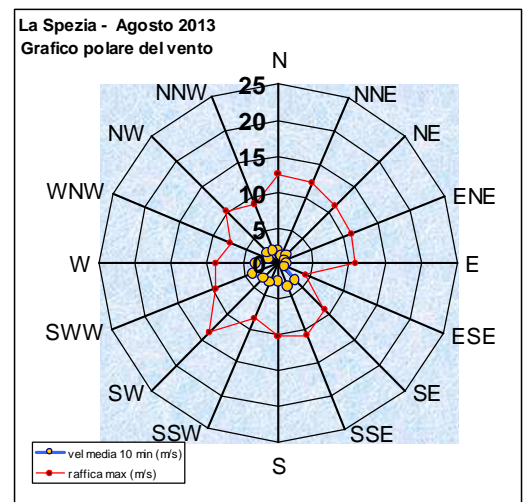 La Spezia - Agosto 2013
Grafico polare del vento
N
NNE
NE
ENE
E
ESE
SE
SSE
S
SSW
SW
SWW
W
WNW
NW
NNW
25
20
15
10
5
0
vel media 10 min (m/s)
raffica max (m/s)